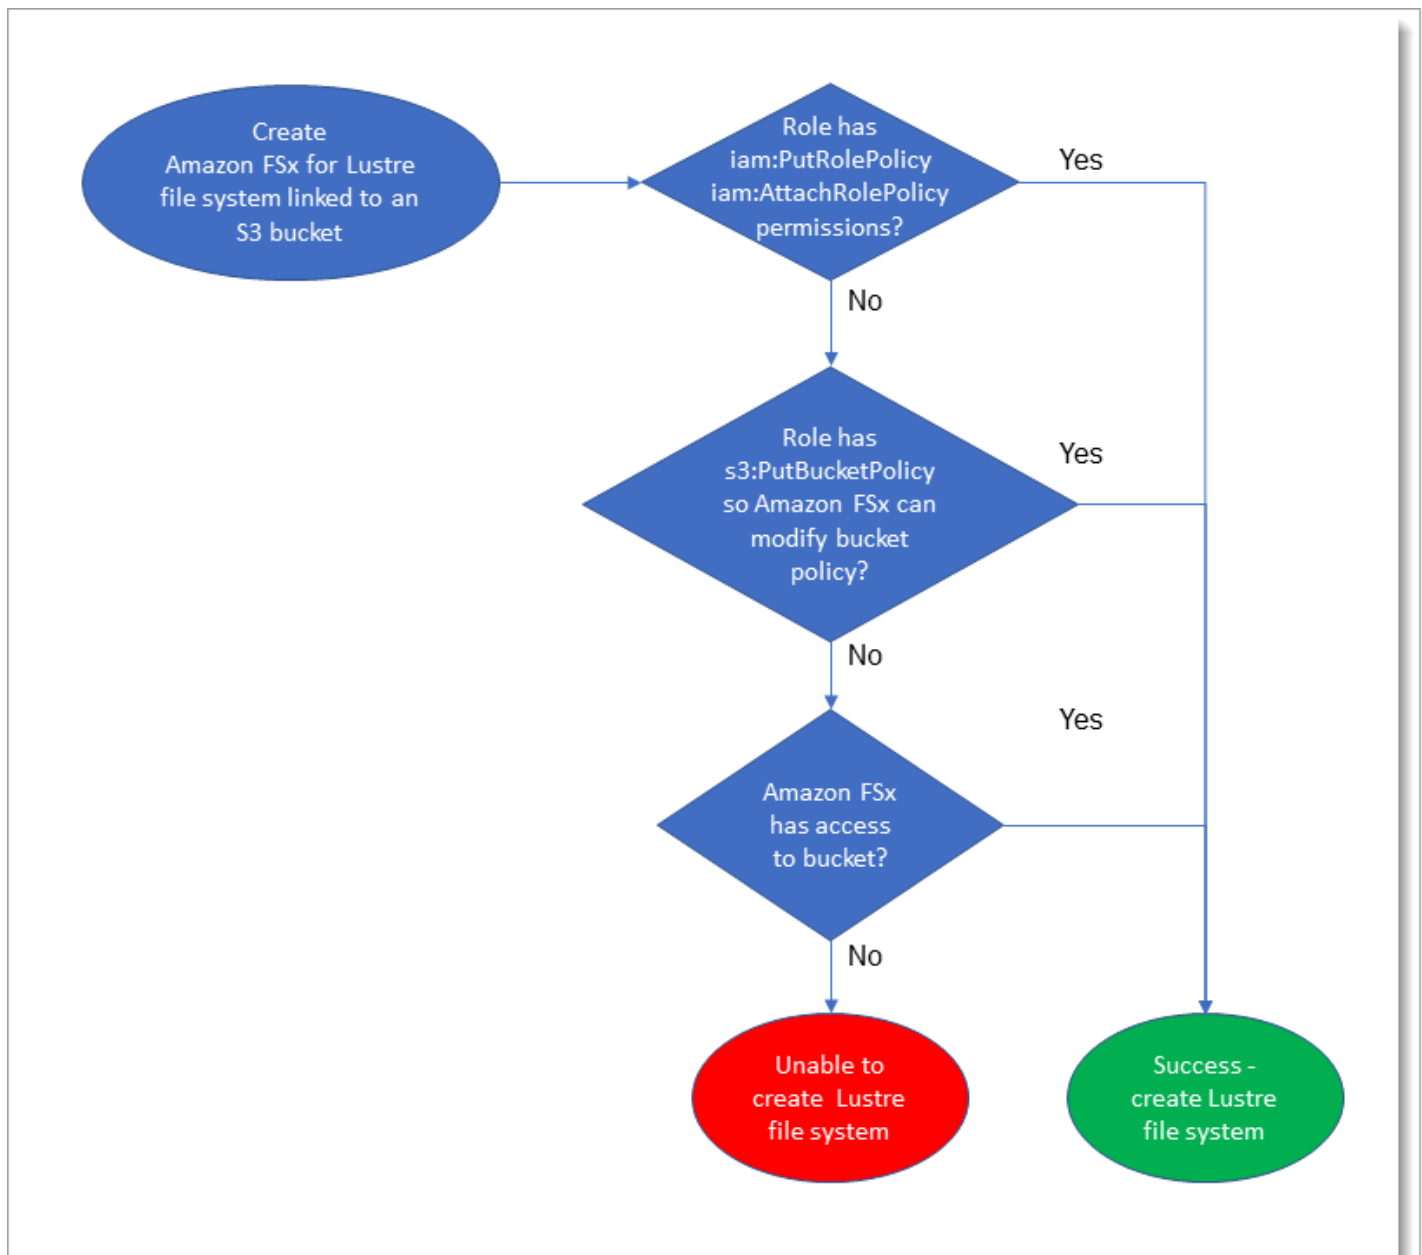 Create
Amazon FSx for Lustre
file system linked to an
S3 bucket
Role has
iam:PutRolePolicy
iam:AttachRolePolicy
permissions?
Yes
No
Role has
s3:PutBucketPolicy
so Amazon FSx can
modify bucket
policy?
Yes
No
Yes
Amazon FSx
has access
to bucket?
No
Unable to
create Lustre
file system
Success -
create Lustre
file system